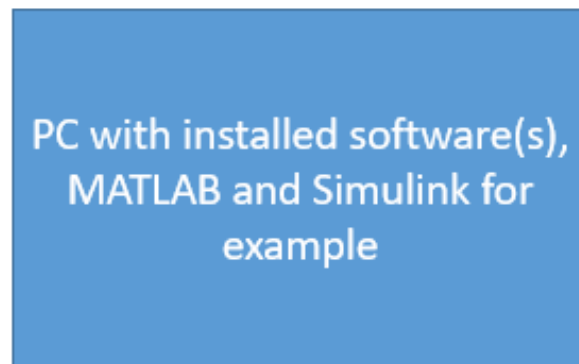 PC with installed software(s),
MATLAB and Simulink for
example